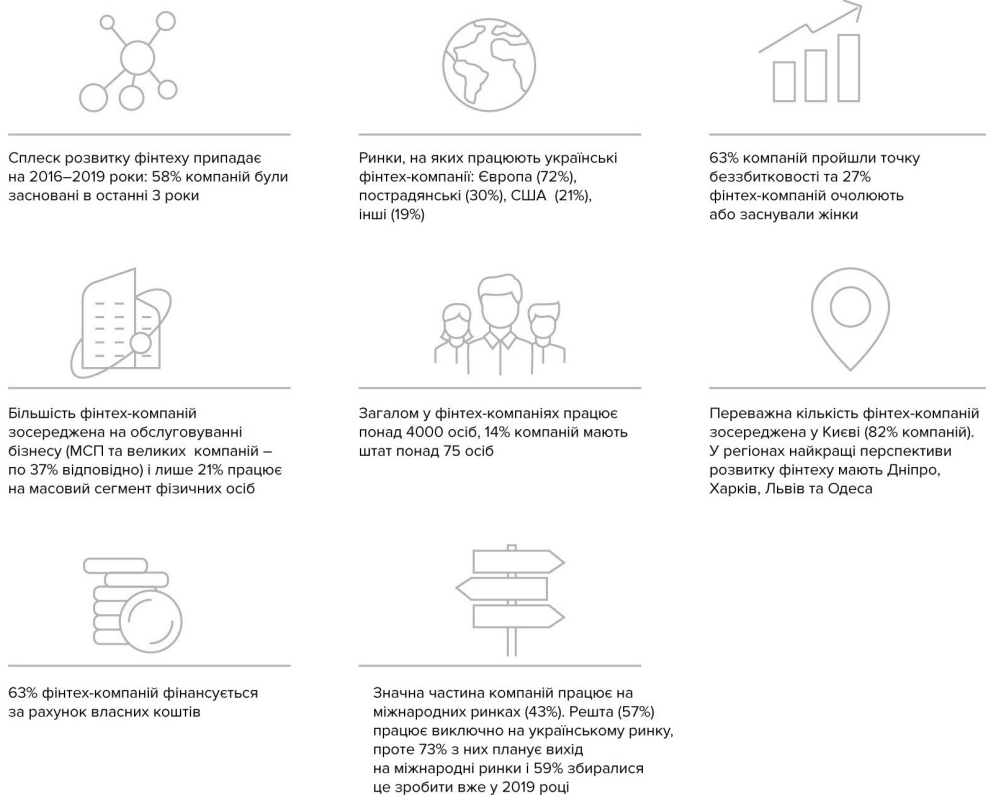 Сплеск розвитку фінтеху припадає
на 2016–2019 роки: 58% компаній були
засновані в останні 3 роки
Ринки, на яких працюють українські
фінтех-компанії: Європа (72%),
пострадянські (30%), США (21%),
інші (19%)
63% компаній пройшли точку
беззбитковості та 27%
фінтех-компаній очолюють
або заснували жінки
Більшість фінтех-компаній
зосереджена на обслуговуванні
бізнесу (МСП та великих компаній –
по 37% відповідно) і лише 21% працює
на масовий сегмент фізичних осіб
Загалом у фінтех-компаніях працює
понад 4000 осіб, 14% компаній мають
штат понад 75 осіб
Переважна кількість фінтех-компаній
зосереджена у Києві (82% компаній).
У регіонах найкращі перспективи
розвитку фінтеху мають Дніпро,
Харків, Львів та Одеса
63% фінтех-компаній фінансується
за рахунок власних коштів
Значна частина компаній працює на
міжнародних ринках (43%). Решта (57%)
працює виключно на українському ринку,
проте 73% з них планує вихід
на міжнародні ринки і 59% збиралися
це зробити вже у 2019 році